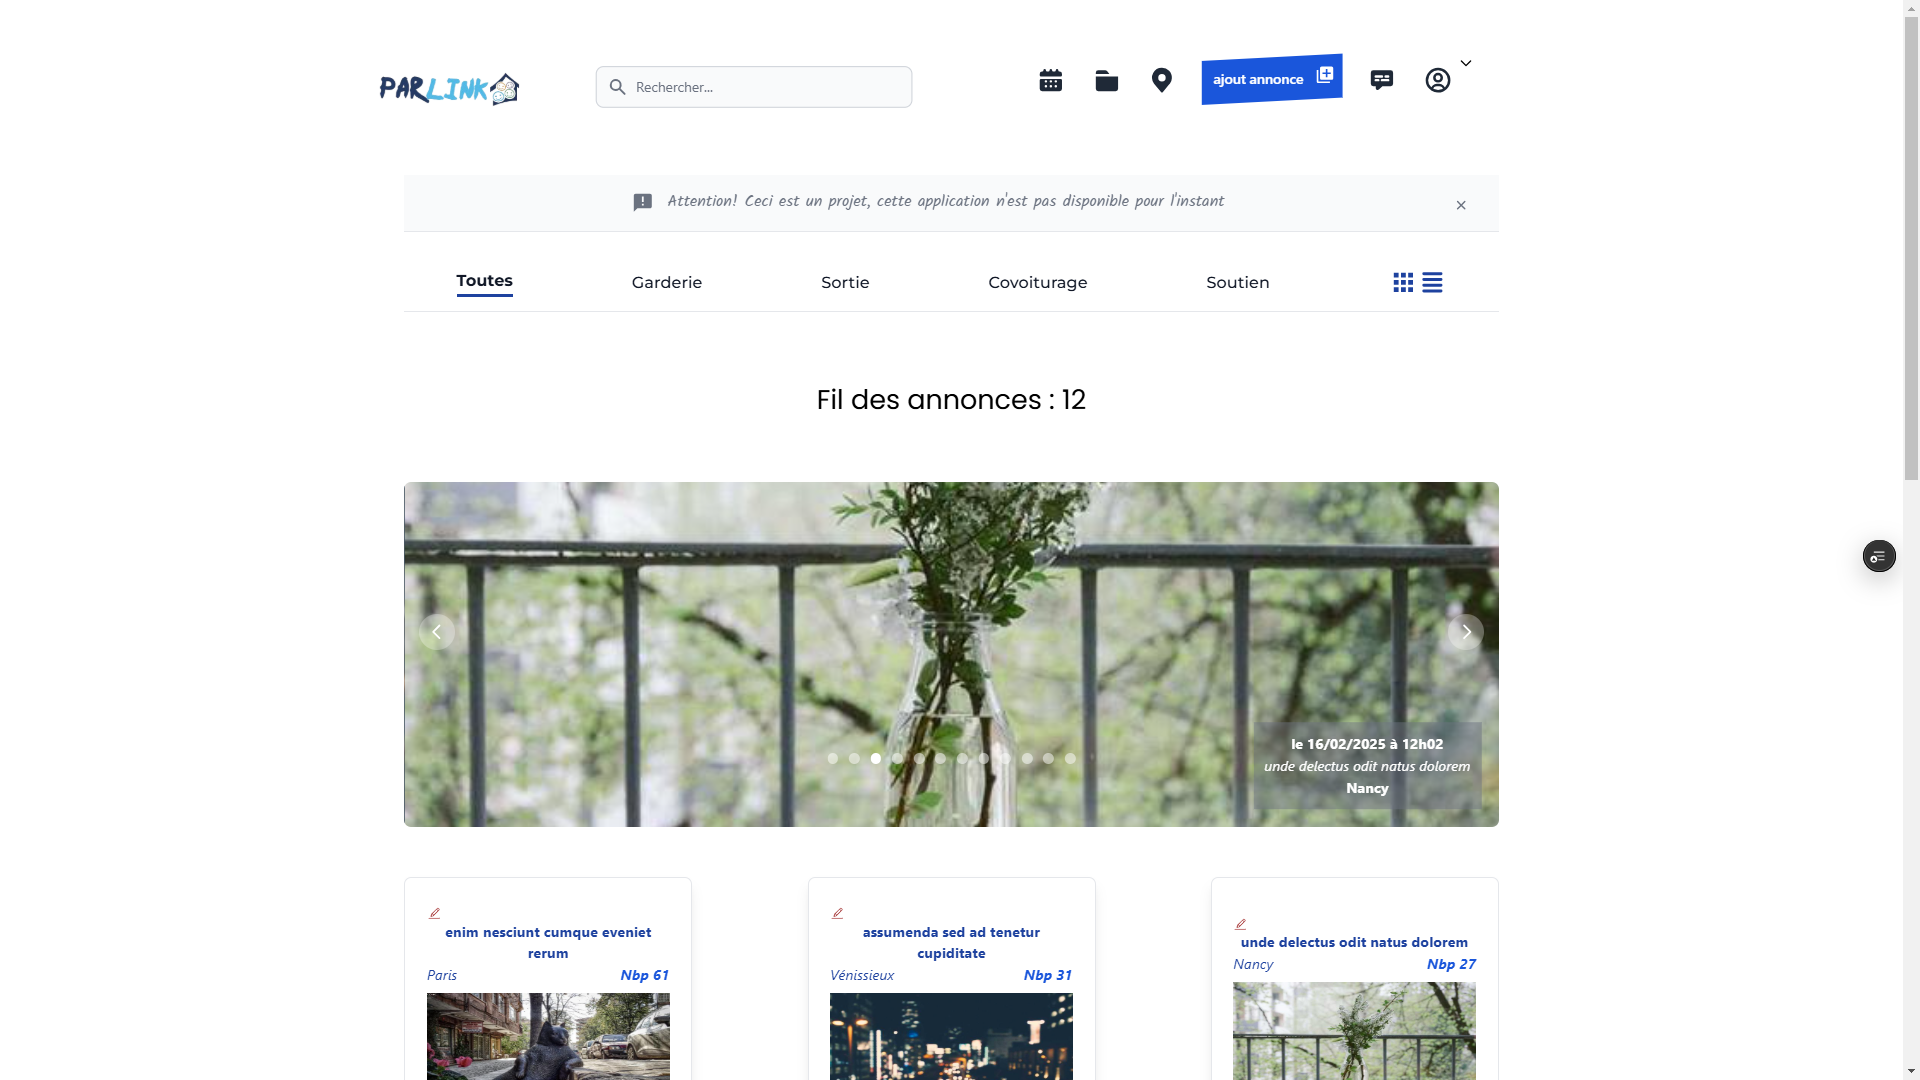 PARLINK
Rechercher...
ajout annonce
Attention! Ceci est un projet, cette application n'est pas disponible pour l'instant
Toutes
Garderie
Sortie
Covoiturage
Soutien
Fil des annonces : 12
le 16/02/2025 à 12h02
unde delectus odit natus dolorem
Nancy
enim nesciunt cumque eveniet
rerum
Paris
Nbp 61
assumenda sed ad tenetur
cupiditate
Vénissieux
Nbp 31
unde delectus odit natus dolorem
Nancy
Nbp 27